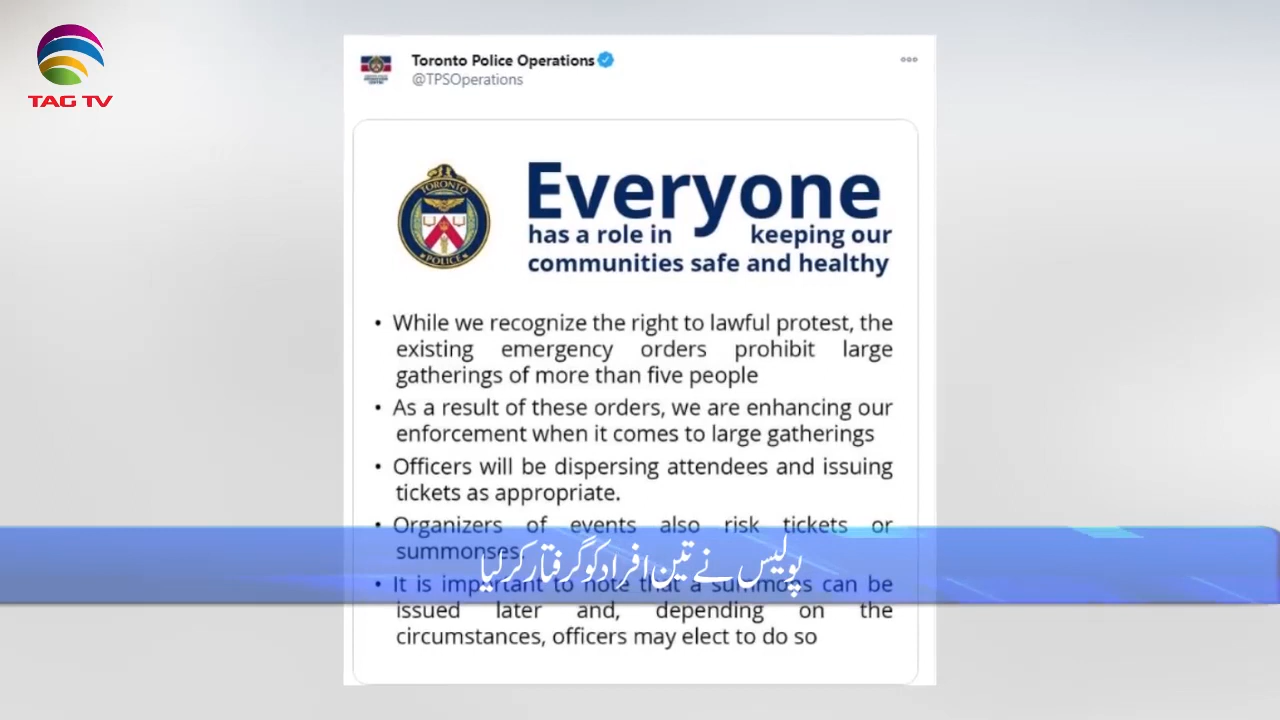 TAG TV
Toronto Police Operations
@TPSOperations
TORONTO
POLICE
Everyone
has a role in keeping our
communities safe and healthy
• While we recognize the right to lawful protest, the
existing emergency orders prohibit large
gatherings of more than five people
• As a result of these orders, we are enhancing our
enforcement when it comes to large gatherings
• Officers will be dispersing attendees and issuing
tickets as appropriate.
• Organizers of events also risk tickets or
summonses.
پولیس نے تین افراد کو گرفتار کر لیا
• It is important to note that a summons can be
issued later and, depending on the
circumstances, officers may elect to do so